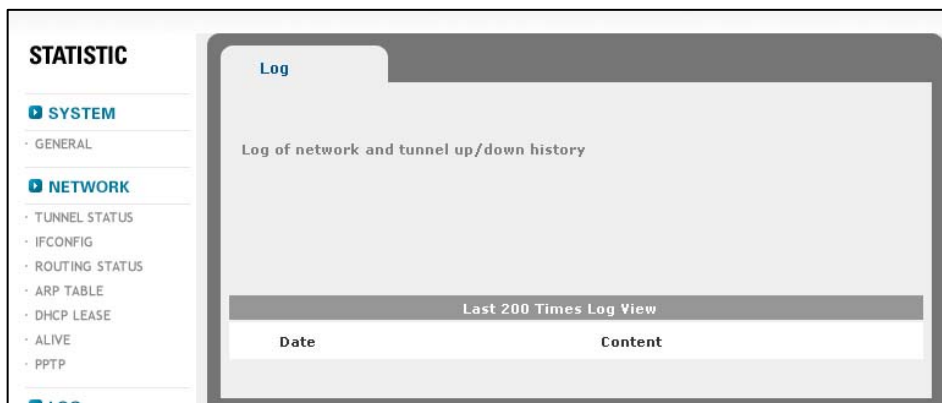 STATISTIC
SYSTEM
· GENERAL
NETWORK
· TUNNEL STATUS
· IFCONFIG
· ROUTING STATUS
· ARP TABLE
· DHCP LEASE
· ALIVE
· PPTP
Log
Log of network and tunnel up/down history
Last 200 Times Log View
Date Content